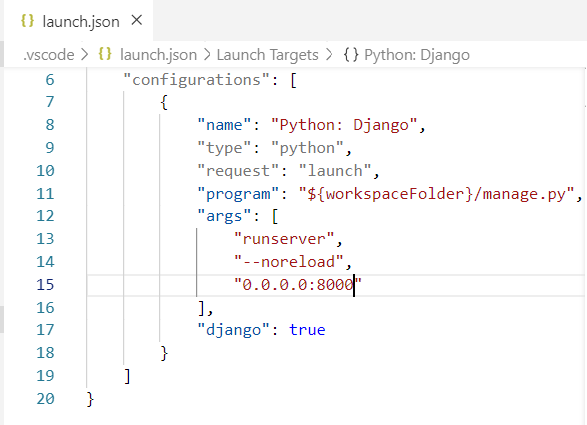 {} launch.json ×
.vscode > {} launch.json > Launch Targets > {} Python: Django
6 "configurations": [
7 {
8 "name": "Python: Django",
9 "type": "python",
10 "request": "launch",
11 "program": "${workspaceFolder}/manage.py",
12 "args": [
13 "runserver",
14 "--noreload",
15 "0.0.0.0:8000"
16 ],
17 "django": true
18 }
19 ]
20 }